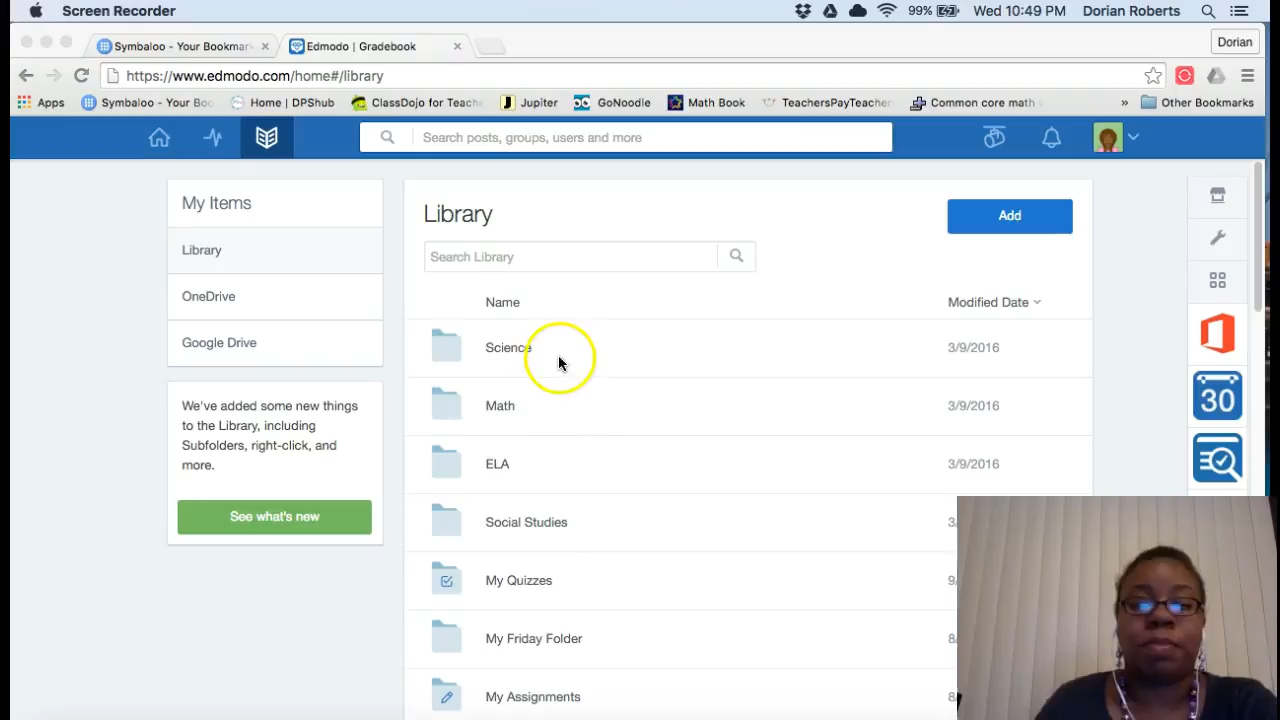 Screen Recorder 99% Wed 10:49 PM Dorian Roberts
Symbaloo - Your Bookmar Edmodo | Gradebook Dorian
https://www.edmodo.com/home#/library
Apps Symbaloo - Your Bo Home | DPShub ClassDojo for Teache Jupiter GoNoodle Math Book TeachersPayTeacher Common core math » Other Bookmarks
Search posts, groups, users and more
My Items
Library
OneDrive
Google Drive
We've added some new things
to the Library, including
Subfolders, right-click, and
more.
See what's new
Library
Add
Search Library
Name Modified Date
Science 3/9/2016
Math 3/9/2016
ELA 3/9/2016
Social Studies 3
My Quizzes 9
My Friday Folder 8
My Assignments 8
30